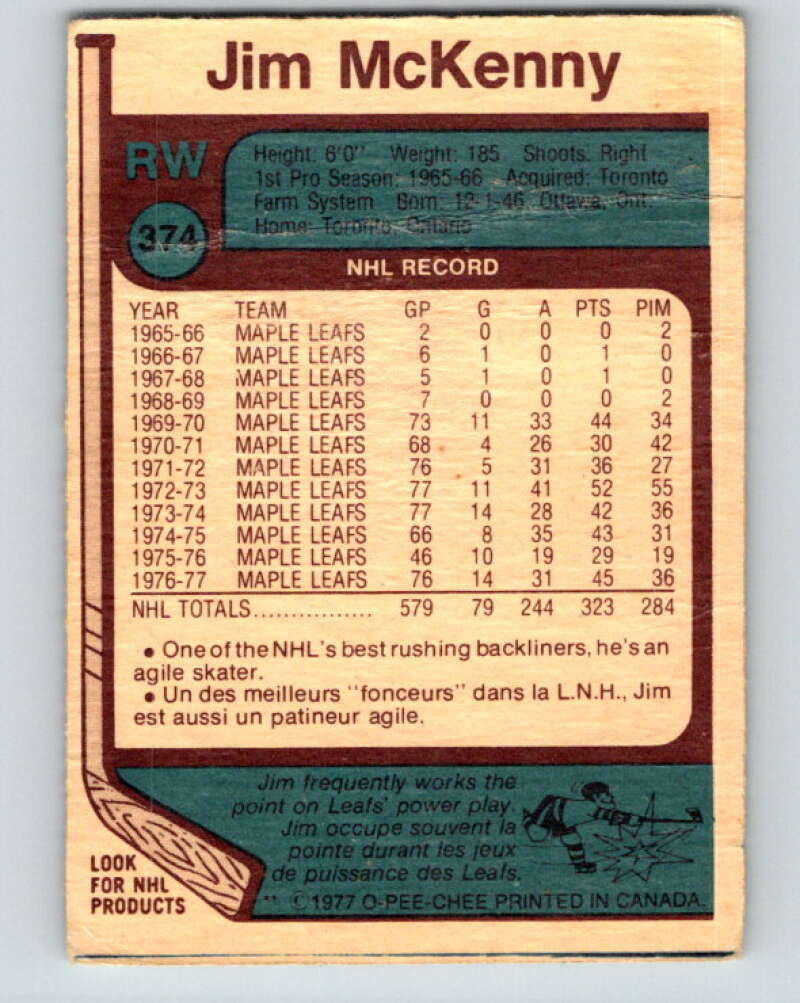 Jim McKenny
RW
Height: 6'0" Weight: 185 Shoots: Right
1st Pro Season: 1965-66 Acquired: Toronto
Farm System Born: 12-1-46, Ottawa, Ont.
Home: Toronto, Ontario
374
NHL RECORD
YEAR TEAM GP G A PTS PIM
1965-66 MAPLE LEAFS 2 0 0 0 2
1966-67 MAPLE LEAFS 6 1 0 1 0
1967-68 MAPLE LEAFS 5 1 0 1 0
1968-69 MAPLE LEAFS 7 0 0 0 2
1969-70 MAPLE LEAFS 73 11 33 44 34
1970-71 MAPLE LEAFS 68 4 26 30 42
1971-72 MAPLE LEAFS 76 5 31 36 27
1972-73 MAPLE LEAFS 77 11 41 52 55
1973-74 MAPLE LEAFS 77 14 28 42 36
1974-75 MAPLE LEAFS 66 8 35 43 31
1975-76 MAPLE LEAFS 46 10 19 29 19
1976-77 MAPLE LEAFS 76 14 31 45 36
NHL TOTALS................ 579 79 244 323 284
• One of the NHL's best rushing backliners, he's an
agile skater.
• Un des meilleurs "fonceurs" dans la L.N.H., Jim
est aussi un patineur agile.
Jim frequently works the
point on Leafs' power play.
Jim occupe souvent la
pointe durant les jeux
de puissance des Leafs.
LOOK
FOR NHL
PRODUCTS
** © 1977 O-PEE-CHEE PRINTED IN CANADA.